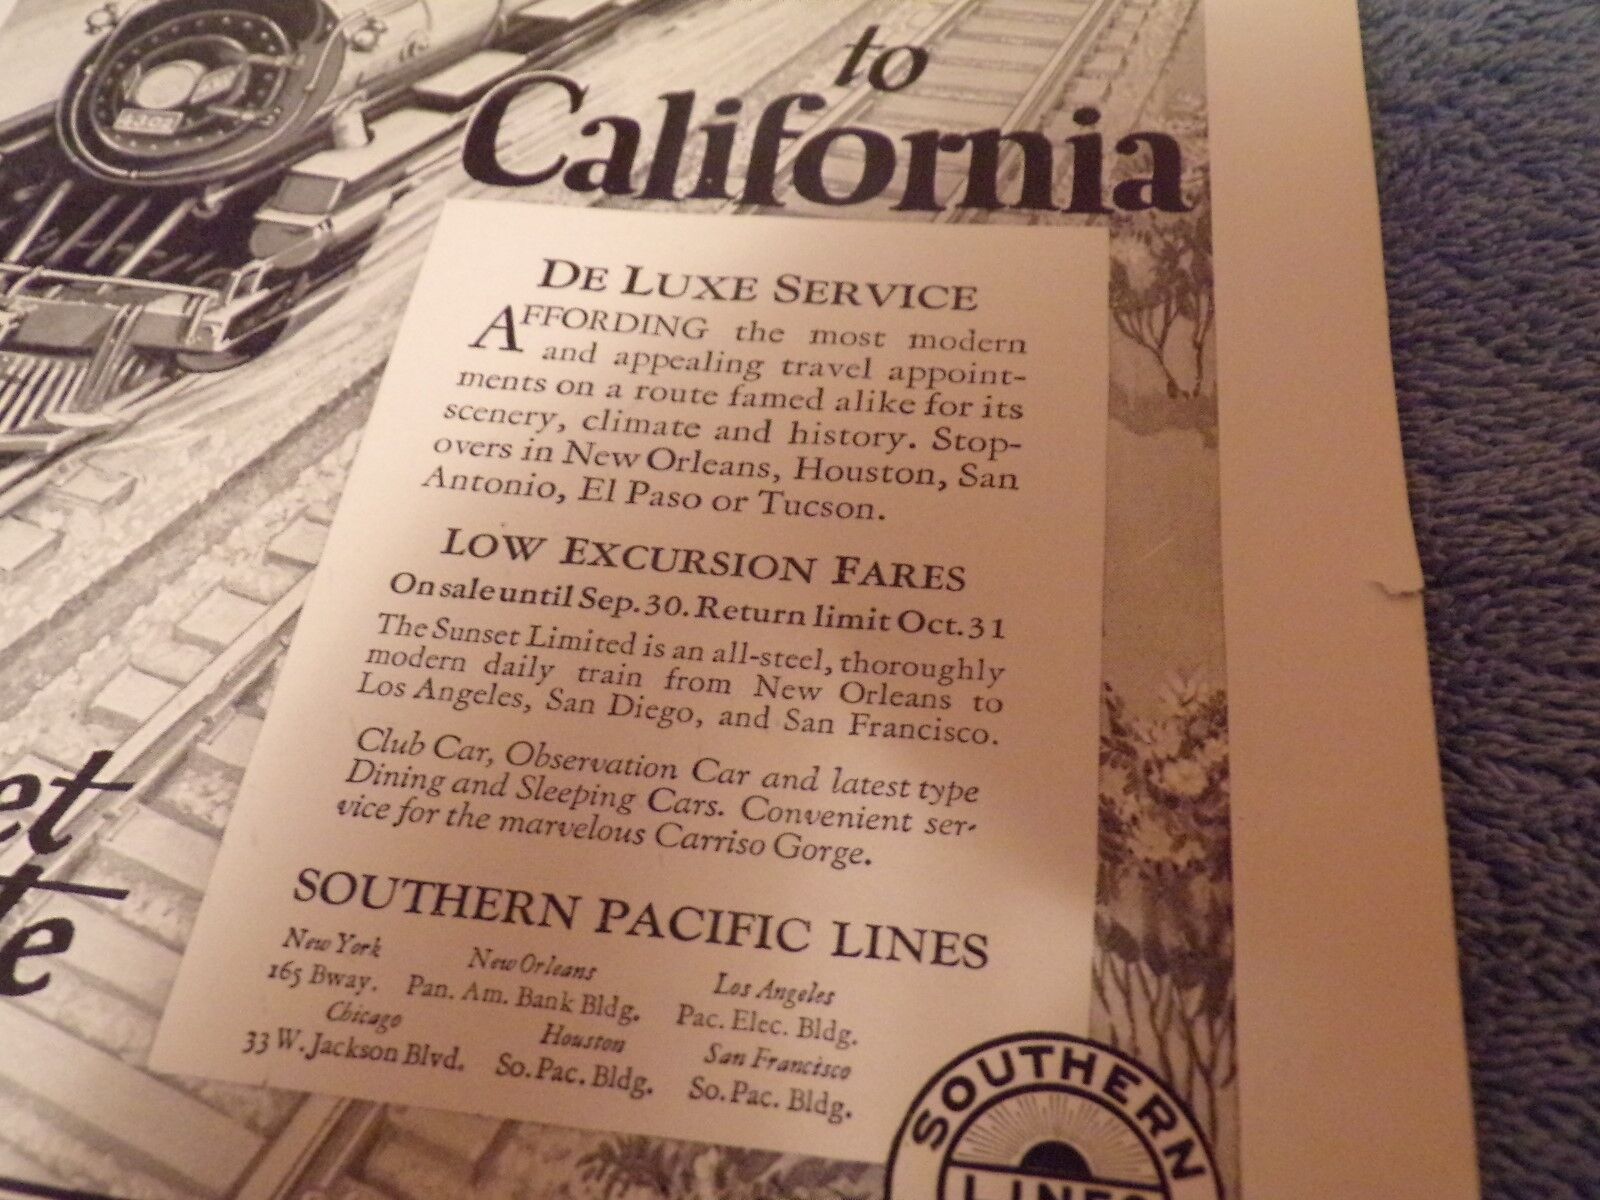 to
California
DE LUXE SERVICE
AFFORDING the most modern
and appealing travel appoint-
ments on a route famed alike for its
scenery, climate and history. Stop-
overs in New Orleans, Houston, San
Antonio, El Paso or Tucson.
LOW EXCURSION FARES
On sale until Sep. 30. Return limit Oct. 31
The Sunset Limited is an all-steel, thoroughly
modern daily train from New Orleans to
Los Angeles, San Diego, and San Francisco.
Club Car, Observation Car and latest type
Dining and Sleeping Cars. Convenient ser-
vice for the marvelous Carriso Gorge.
et
te
SOUTHERN PACIFIC LINES
New York
165 Bway.
New Orleans
Pan. Am. Bank Bldg.
Los Angeles
Pac. Elec. Bldg.
Chicago
33 W. Jackson Blvd.
Houston
So. Pac. Bldg.
San Francisco
So. Pac. Bldg.
SOUTHERN
LINES